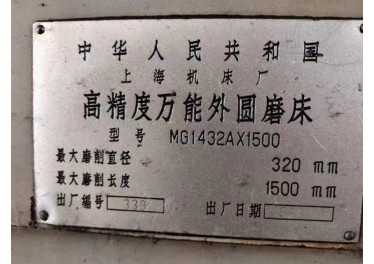 中华人民共和国
上海机床厂
高精度万能外圆磨床
型号 MG1432AX1500
最大磨削直径 320 mm
最大磨削长度 1500 mm
出厂编号 339 出厂日期